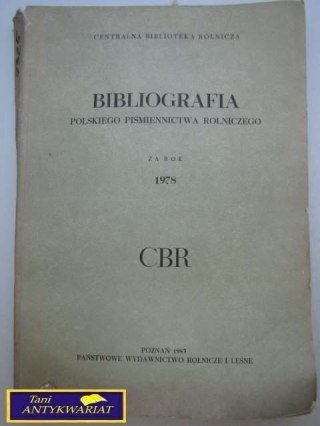 CENTRALNA BIBLIOTEKA ROLNICZA
BIBLIOGRAFIA
POLSKIEGO PIŚMIENNICTWA ROLNICZEGO
ZA ROK
1978
CBR
POZNAŃ 1983
PAŃSTWOWE WYDAWNICTWO ROLNICZE I LEŚNE
Tani
ANTYKWARIAT